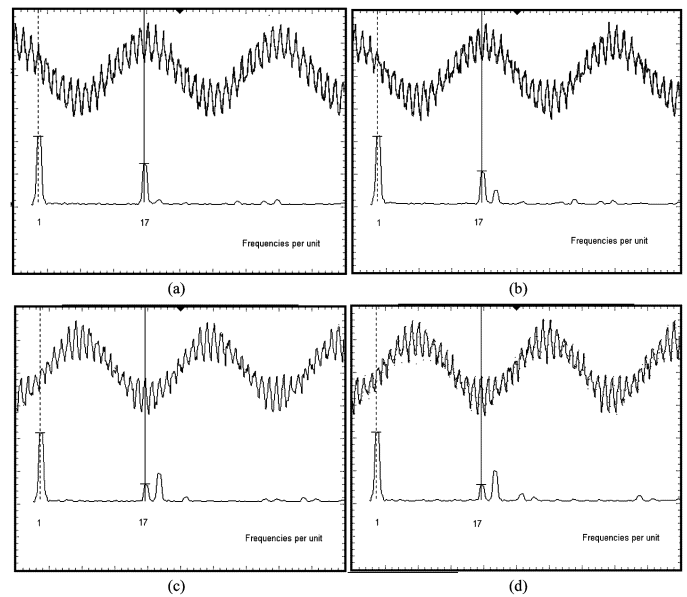 1 17
Frequencies per unit
(a)
1 17
Frequencies per unit
(b)
1 17
Frequencies per unit
(c)
1 17
Frequencies per unit
(d)